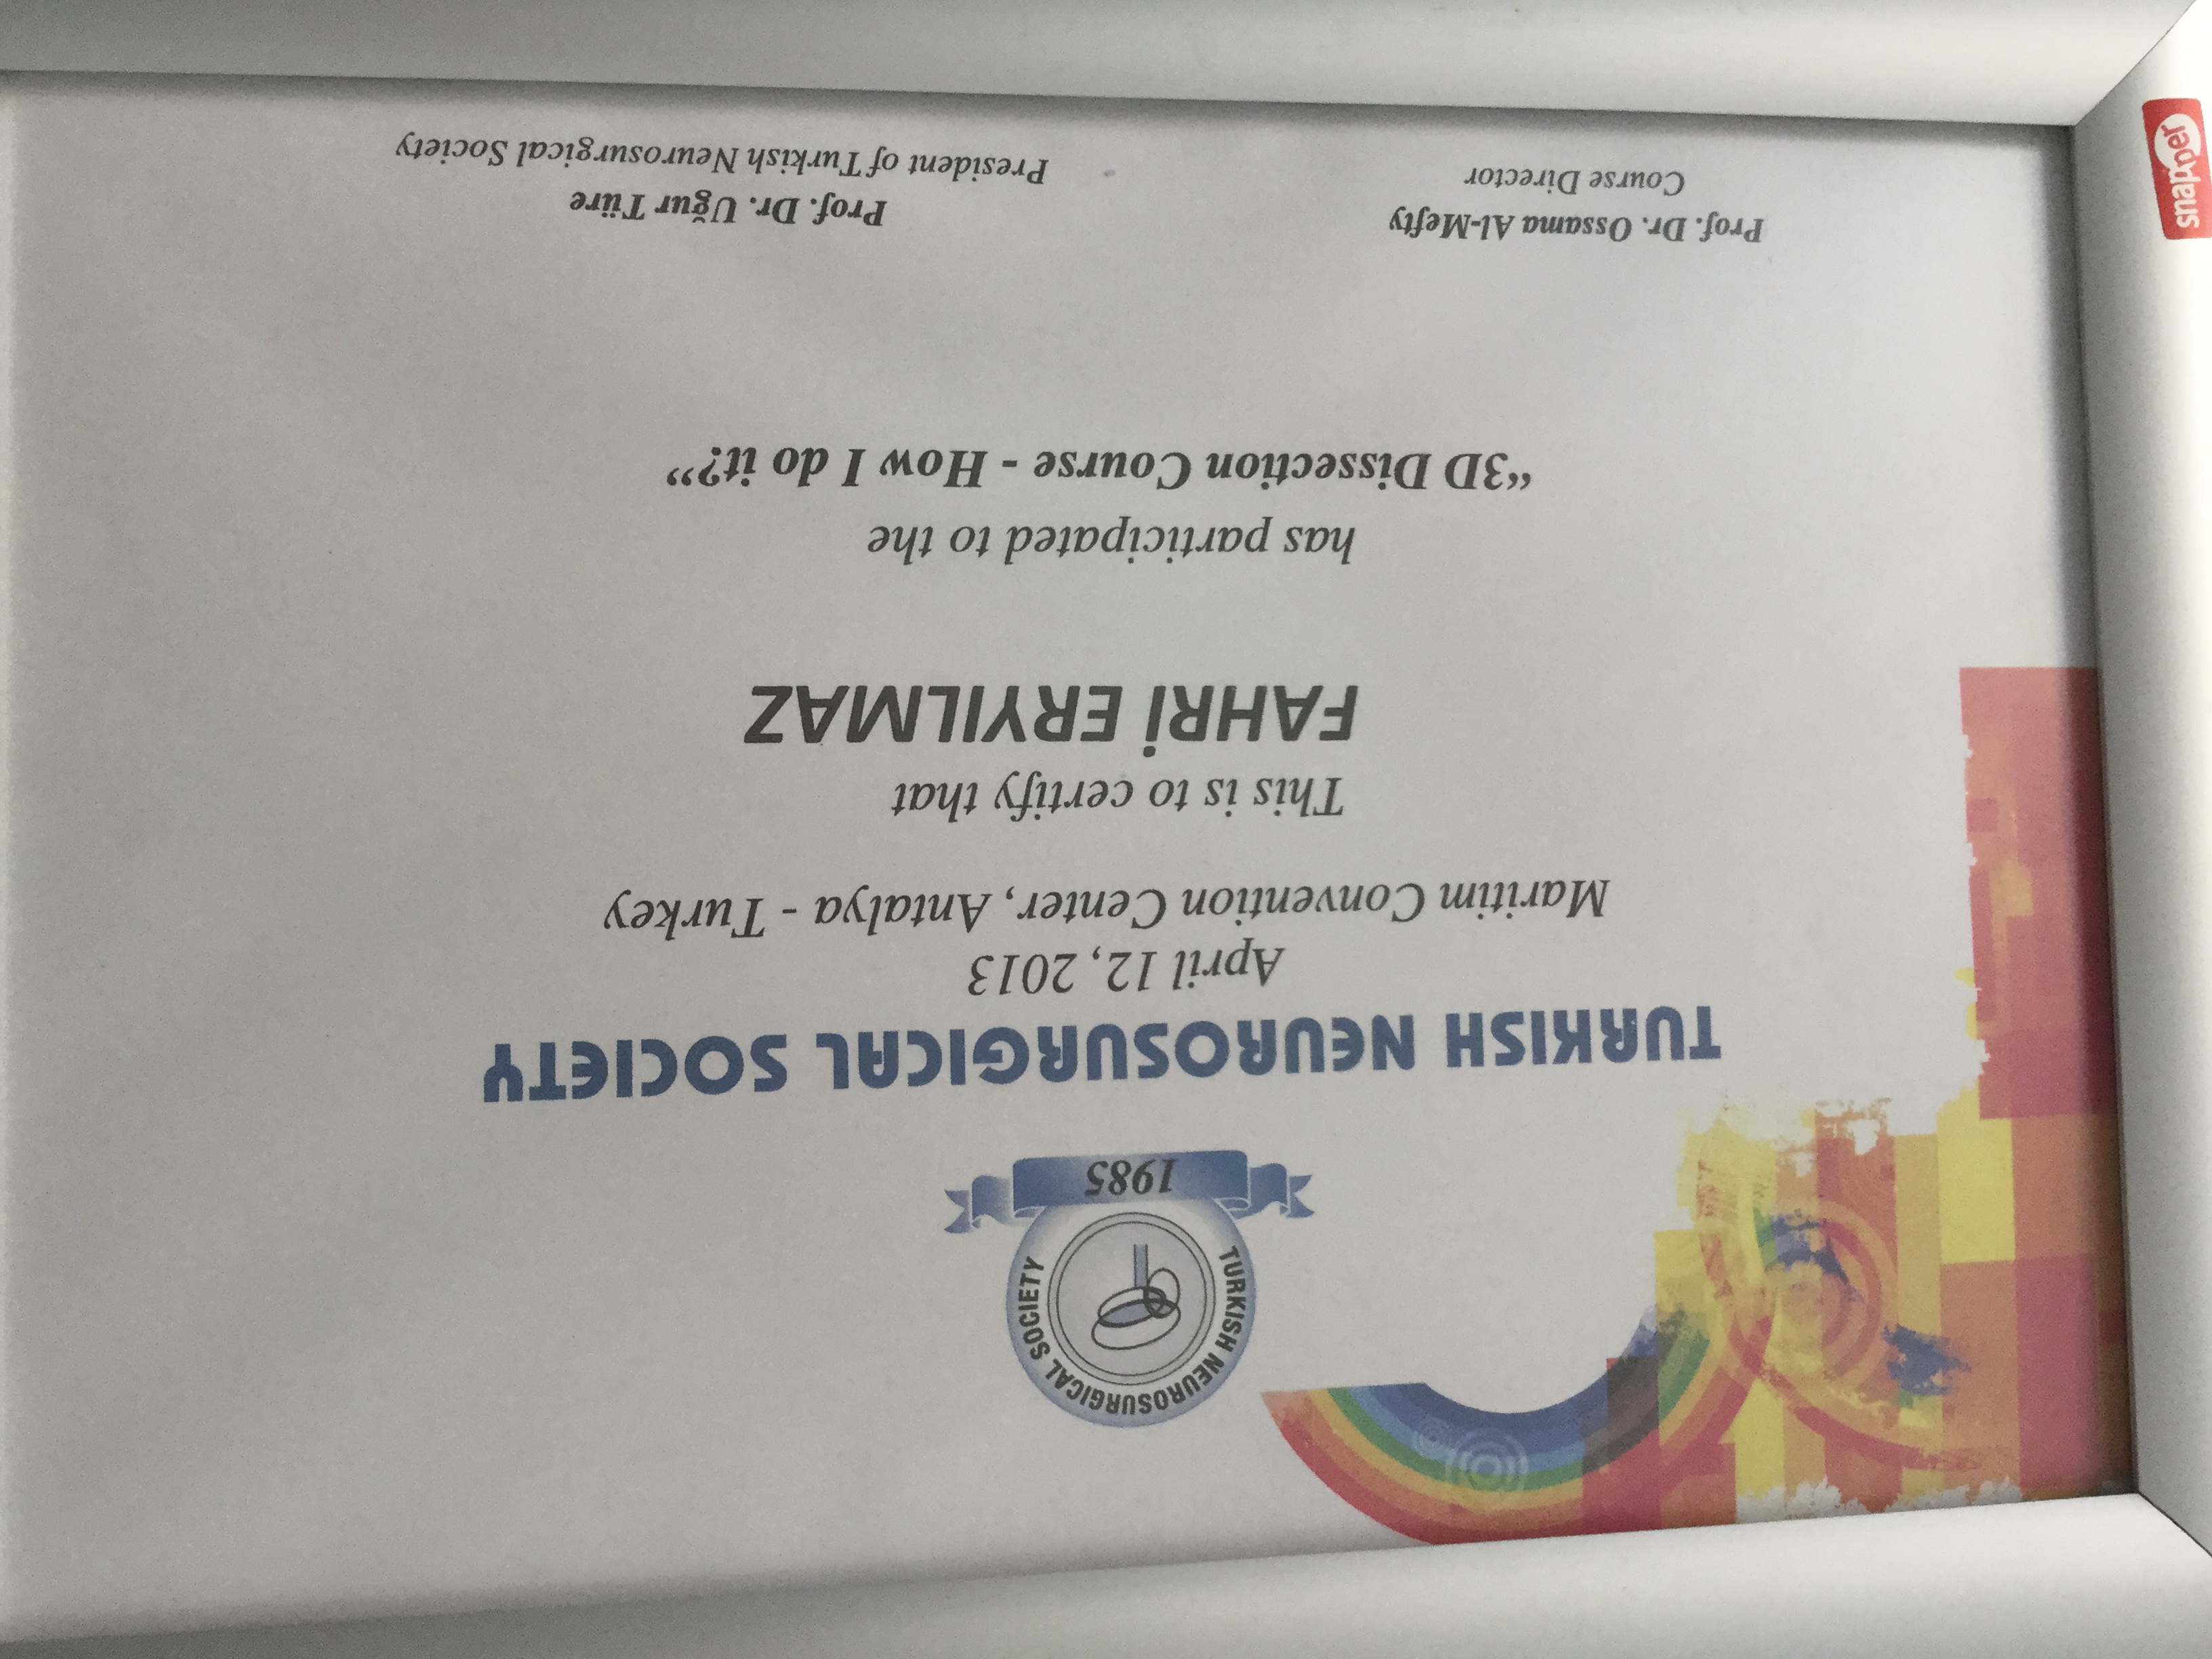 TURKISH NEUROSURGICAL SOCIETY
1985
TURKISH NEUROSURGICAL SOCIETY
April 12, 2013
Maritim Convention Center, Antalya - Turkey
This is to certify that
FAHRİ ERYILMAZ
has participated to the
“3D Dissection Course - How I do it?”
Prof. Dr. Ossama Al-Mefty
Course Director
Prof. Dr. Uğur Türe
President of Turkish Neurosurgical Society
snapper